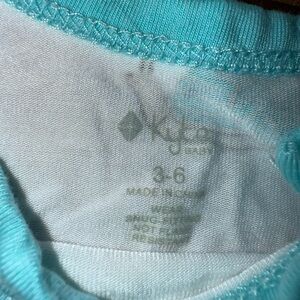 Kyte
BABY
3-6
MADE IN CHINA
WEAR
SNUG-FITTING
NOT FLAME
RESISTANT